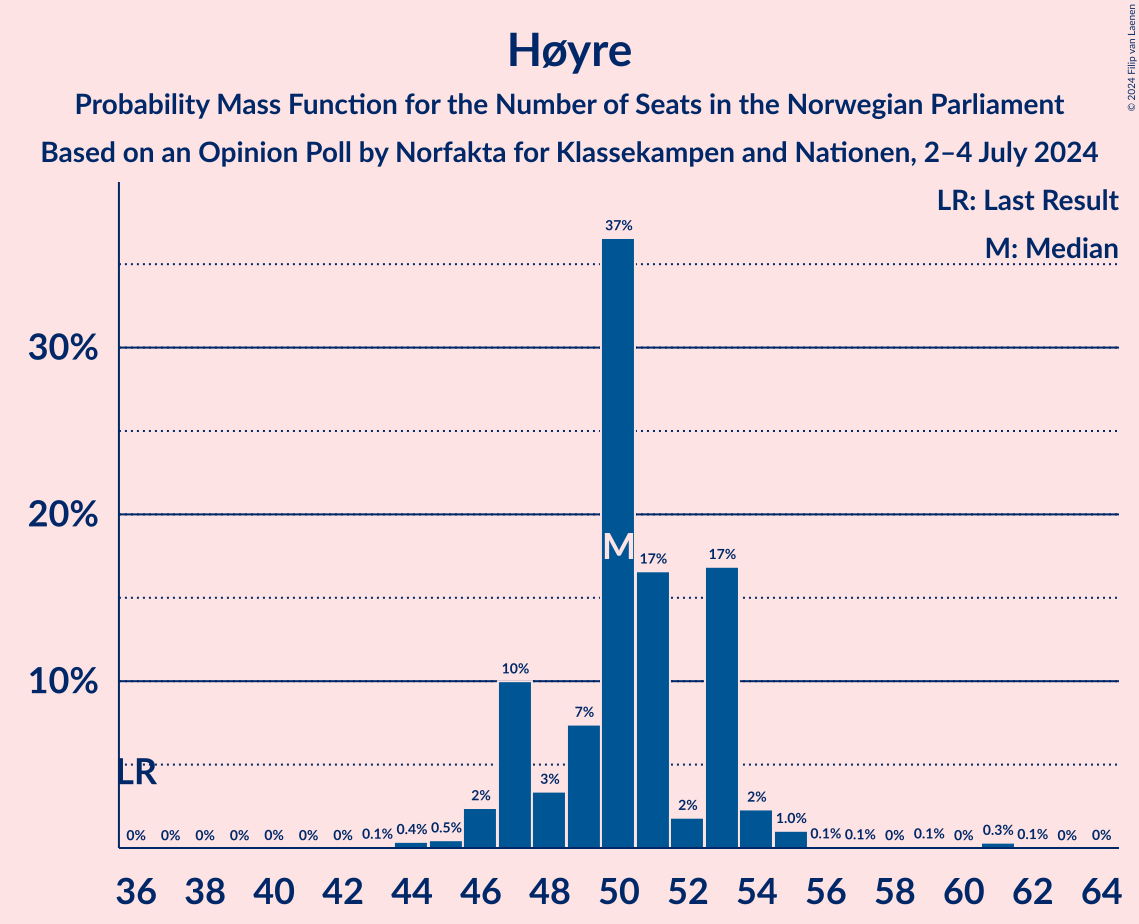 Høyre
Probability Mass Function for the Number of Seats in the Norwegian Parliament
Based on an Opinion Poll by Norfakta for Klassekampen and Nationen, 2–4 July 2024
© 2024 Filip van Laenen
LR: Last Result
M: Median
30%
20%
10%
37%
17%
17%
10%
7%
3%
2%
2%
2%
1.0%
0% 0% 0% 0% 0% 0% 0% 0.1% 0.4% 0.5%
0.1% 0.1% 0% 0.1% 0% 0.3% 0.1% 0% 0%
M
LR
36 38 40 42 44 46 48 50 52 54 56 58 60 62 64